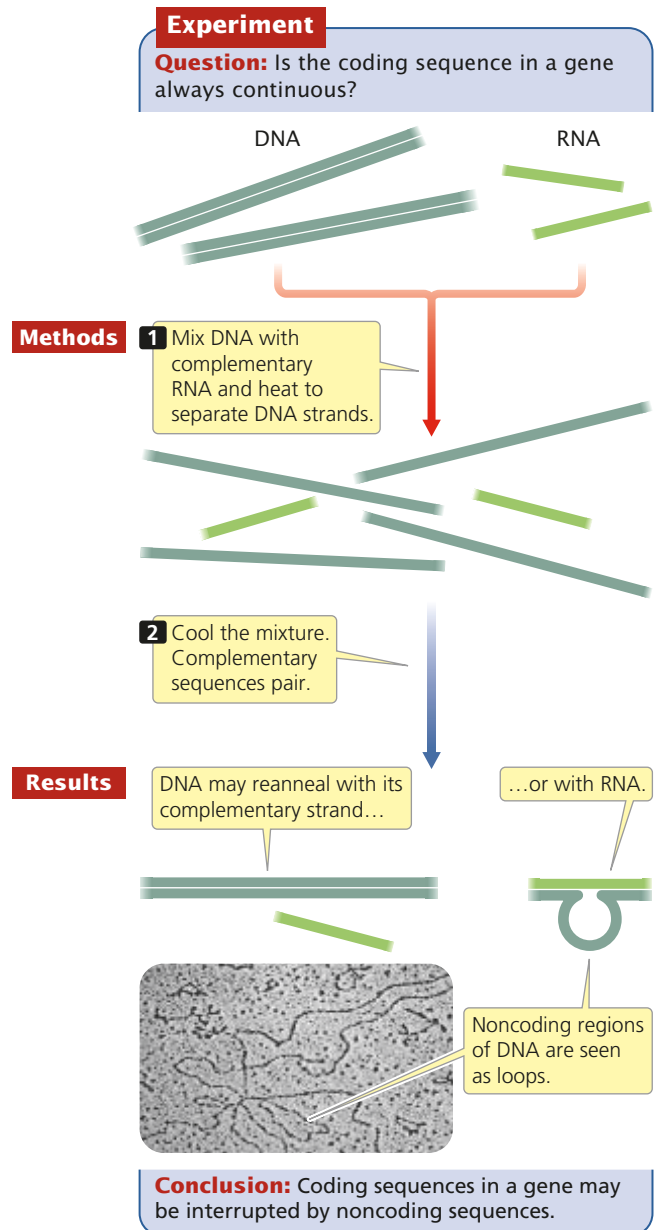 Experiment
Question: Is the coding sequence in a gene
always continuous?
DNA
RNA
Methods
1 Mix DNA with
complementary
RNA and heat to
separate DNA strands.
2 Cool the mixture.
Complementary
sequences pair.
Results
DNA may reanneal with its
complementary strand…
…or with RNA.
Noncoding regions
of DNA are seen
as loops.
Conclusion: Coding sequences in a gene may
be interrupted by noncoding sequences.